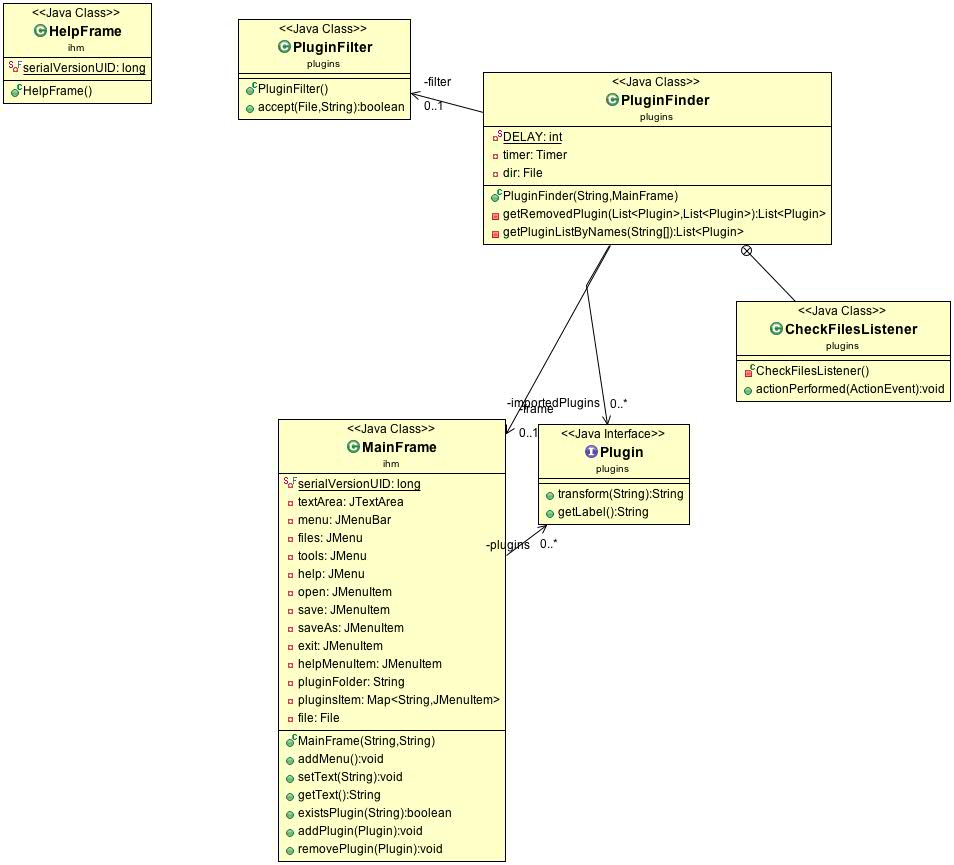 <<Java Class>>
HelpFrame
ihm
serialVersionUID: long
HelpFrame()
<<Java Class>>
PluginFilter
plugins
PluginFilter()
accept(File,String):boolean
-filter
0..1
<<Java Class>>
PluginFinder
plugins
DELAY: int
timer: Timer
dir: File
PluginFinder(String,MainFrame)
getRemovedPlugin(List<Plugin>,List<Plugin>):List<Plugin>
getPluginListByNames(String[]):List<Plugin>
<<Java Class>>
CheckFilesListener
plugins
CheckFilesListener()
actionPerformed(ActionEvent):void
-importedPlugins
0..*
-frame
0..1
<<Java Interface>>
Plugin
plugins
transform(String):String
getLabel():String
-plugins
0..*
<<Java Class>>
MainFrame
ihm
serialVersionUID: long
textArea: JTextArea
menu: JMenuBar
files: JMenu
tools: JMenu
help: JMenu
open: JMenuItem
save: JMenuItem
saveAs: JMenuItem
exit: JMenuItem
helpMenuItem: JMenuItem
pluginFolder: String
pluginsItem: Map<String,JMenuItem>
file: File
MainFrame(String,String)
addMenu():void
setText(String):void
getText():String
existsPlugin(String):boolean
addPlugin(Plugin):void
removePlugin(Plugin):void